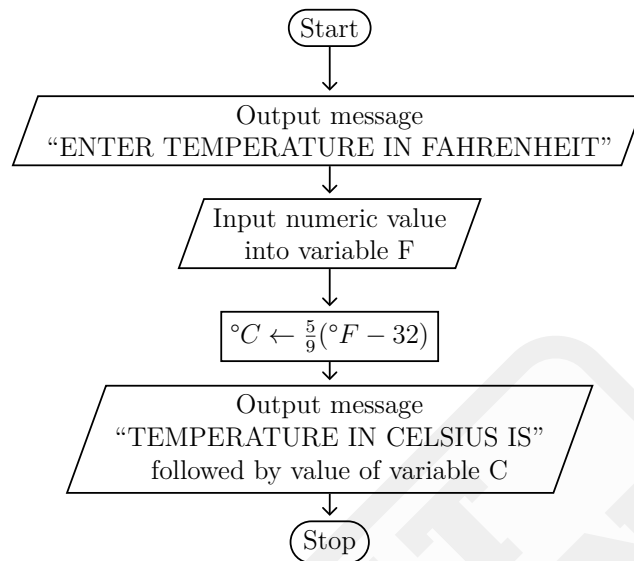 Start
Output message
“ENTER TEMPERATURE IN FAHRENHEIT”
Input numeric value
into variable F
°C ← 5/9(°F − 32)
Output message
“TEMPERATURE IN CELSIUS IS”
followed by value of variable C
Stop